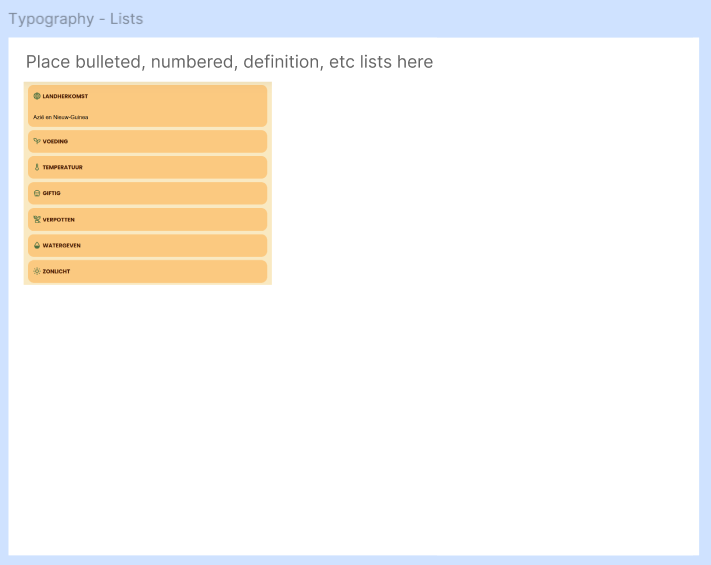 Typography - Lists
Place bulleted, numbered, definition, etc lists here
LANDHERKOMST
Azië en Nieuw-Guinea
VOEDING
TEMPERATUUR
GIFTIG
VERPOTTEN
WATERGEVEN
ZONLICHT